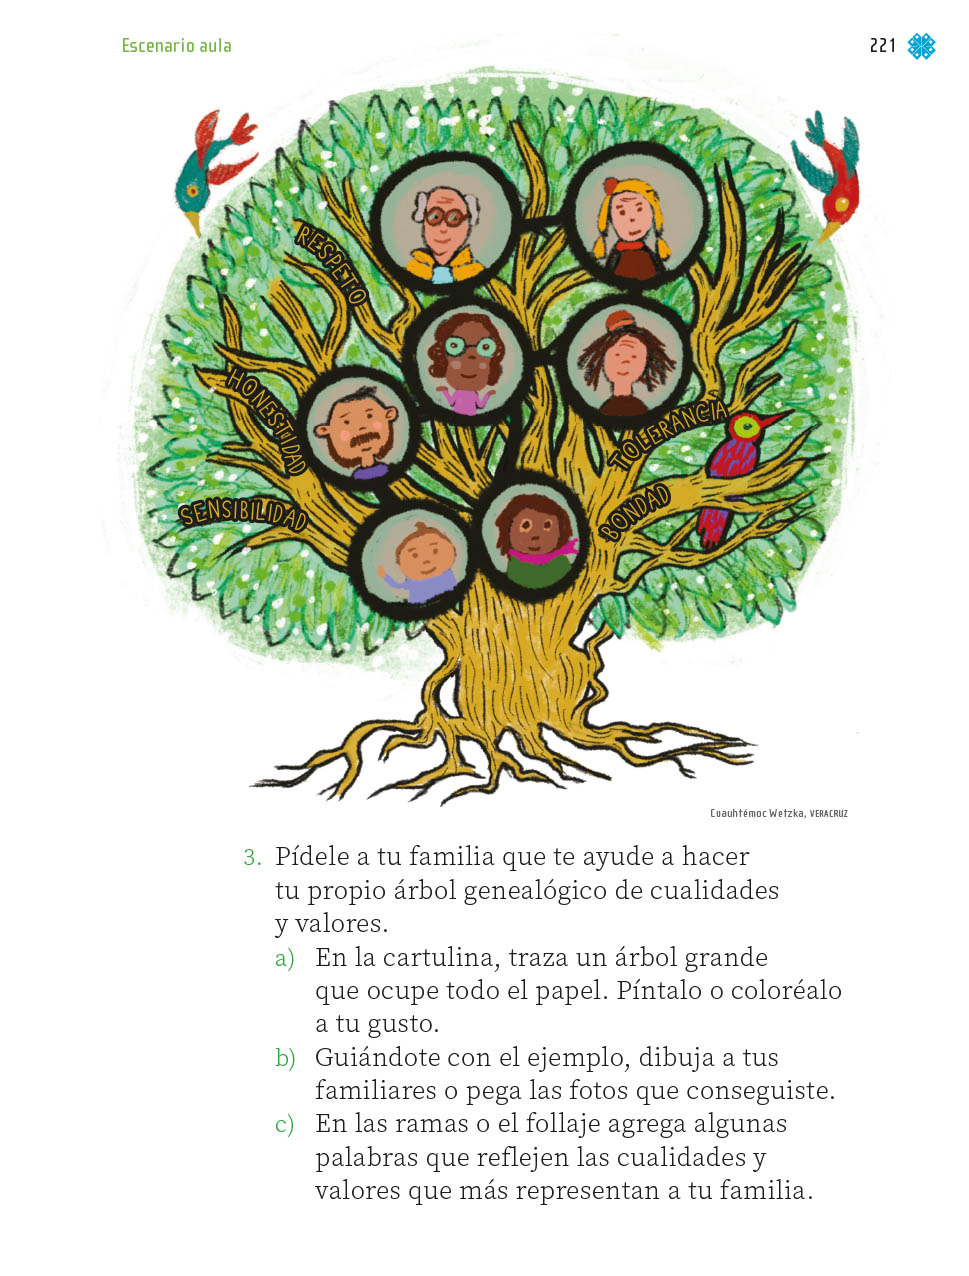 Escenario aula
221
RESPETO
HONESTIDAD
TOLERANCIA
SENSIBILIDAD
BONDAD
Cuauhtémoc Wetzka, VERACRUZ
3. Pídele a tu familia que te ayude a hacer
tu propio árbol genealógico de cualidades
y valores.
a) En la cartulina, traza un árbol grande
que ocupe todo el papel. Píntalo o coloréalo
a tu gusto.
b) Guiándote con el ejemplo, dibuja a tus
familiares o pega las fotos que conseguiste.
c) En las ramas o el follaje agrega algunas
palabras que reflejen las cualidades y
valores que más representan a tu familia.